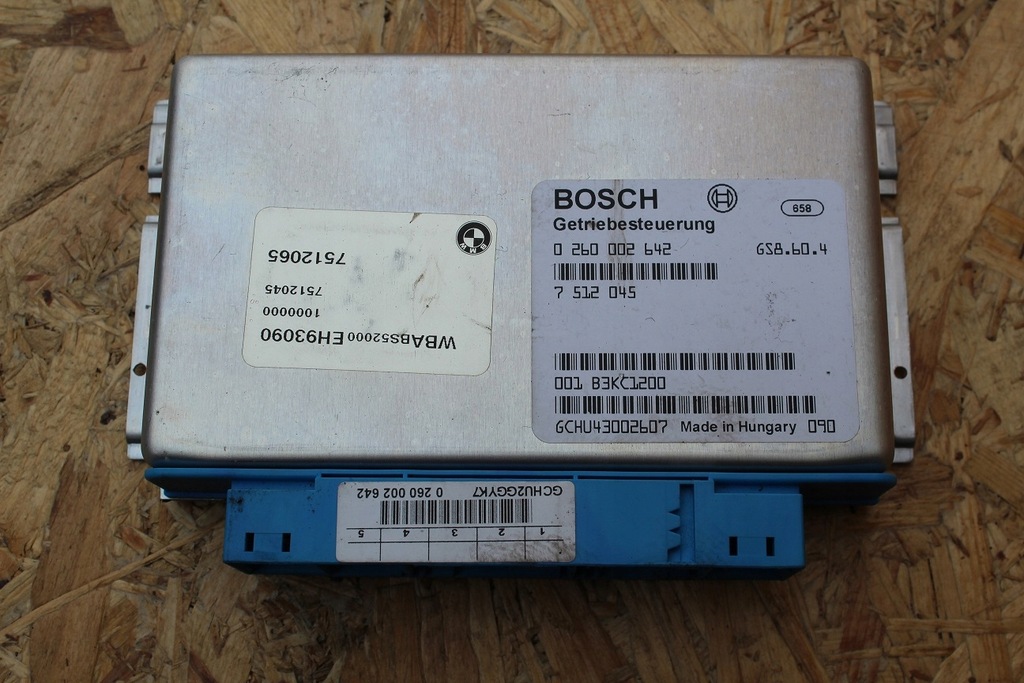 BOSCH
658
Getriebesteuerung
0 260 002 642 GS8.60.4
7 512 045
001 B3KC1200
GCHU43002607 Made in Hungary 090
BMW
WBABS52000EH93090
1000000
7512045
7512065
1 2 3 4 5
GCHU2GGYK7 0 260 002 642